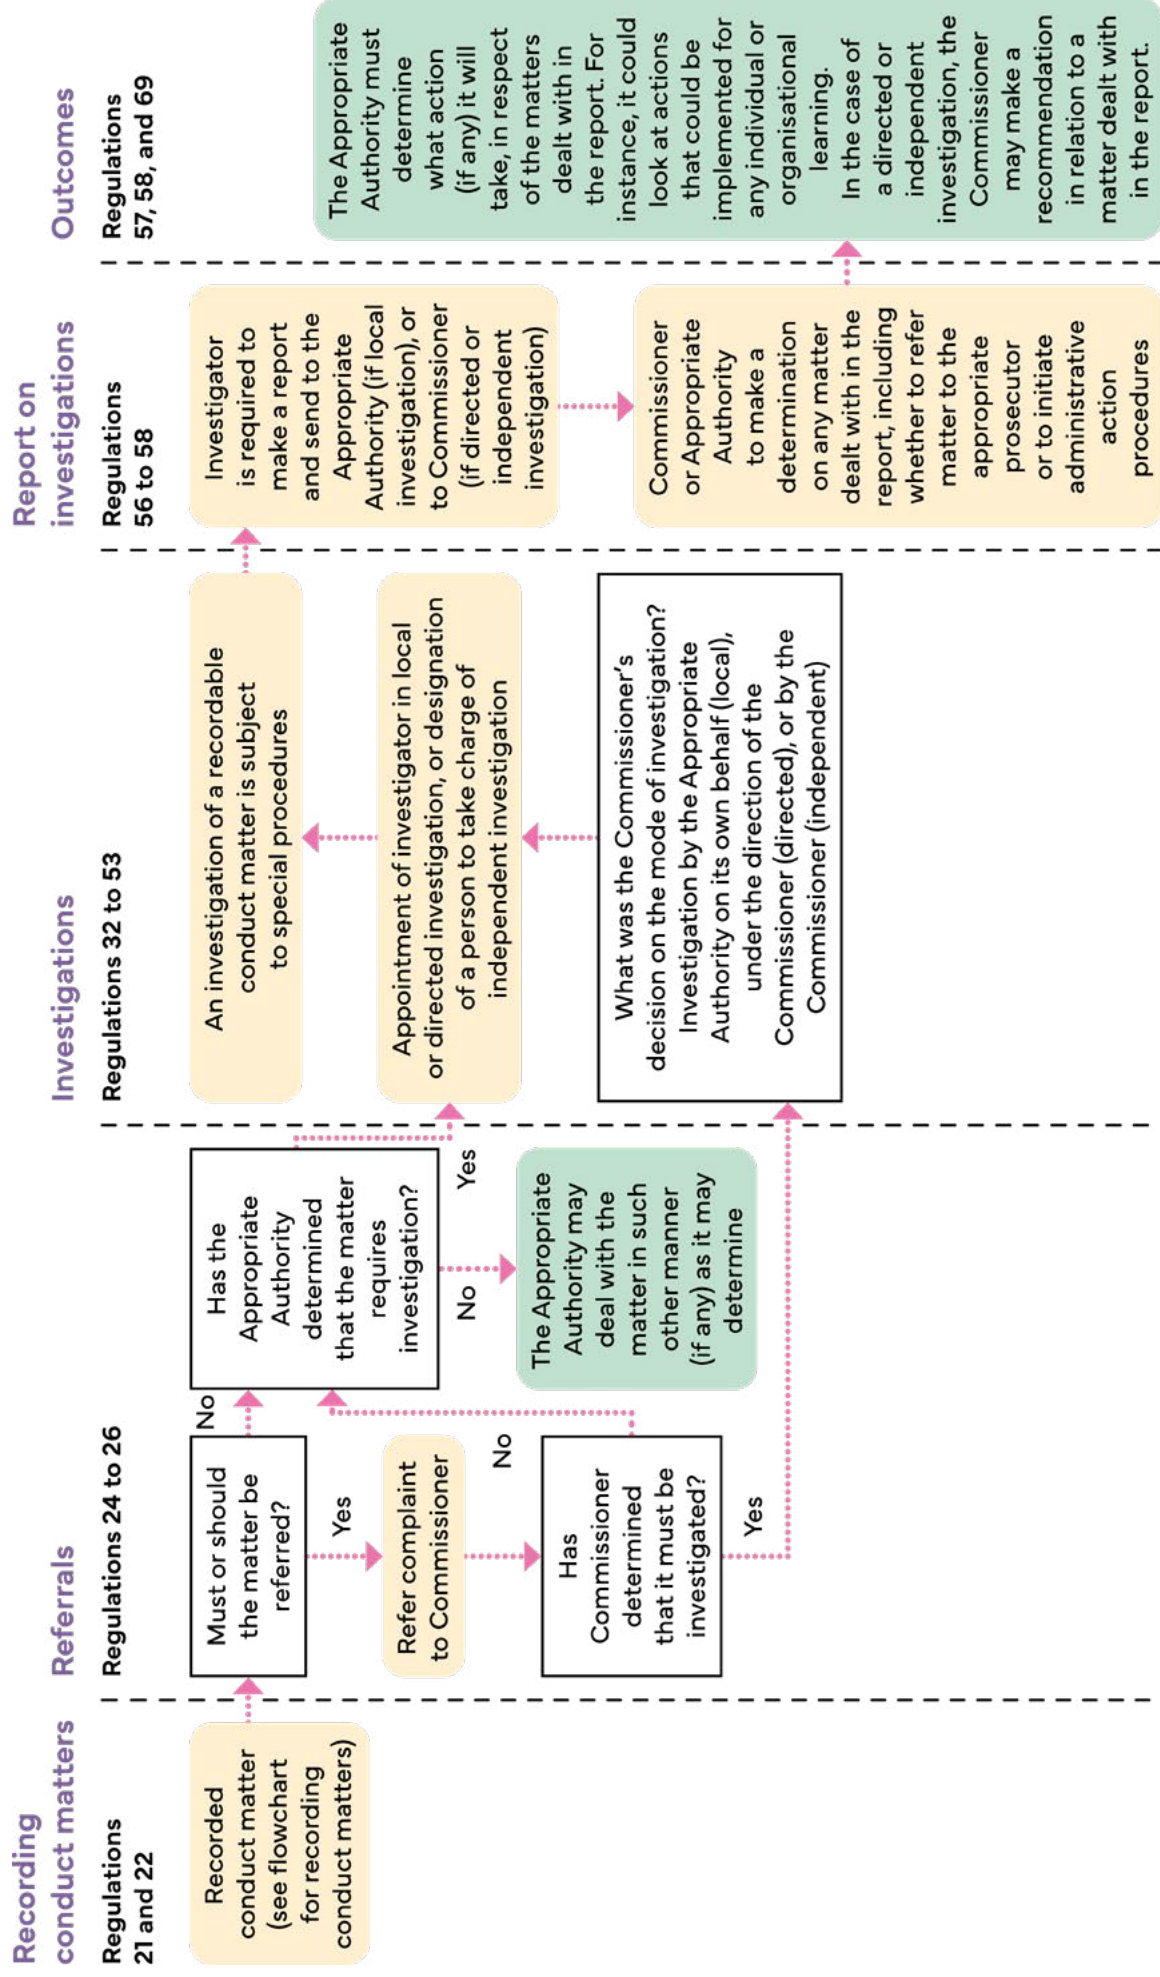 Recording
conduct matters
Regulations
21 and 22
Recorded
conduct matter
(see flowchart
for recording
conduct matters)
Referrals
Regulations 24 to 26
Must or should
the matter be
referred?
No
Yes
Refer complaint
to Commissioner
Has
Commissioner
determined
that it must be
investigated?
No
Yes
Has the
Appropriate
Authority
determined
that the matter
requires
investigation?
No
Yes
The Appropriate
Authority may
deal with the
matter in such
other manner
(if any) as it may
determine
Investigations
Regulations 32 to 53
An investigation of a recordable
conduct matter is subject
to special procedures
Appointment of investigator in local
or directed investigation, or designation
of a person to take charge of
independent investigation
What was the Commissioner’s
decision on the mode of investigation?
Investigation by the Appropriate
Authority on its own behalf (local),
under the direction of the
Commissioner (directed), or by the
Commissioner (independent)
Report on
investigations
Regulations
56 to 58
Investigator
is required to
make a report
and send to the
Appropriate
Authority (if local
investigation), or
to Commissioner
(if directed or
independent
investigation)
Commissioner
or Appropriate
Authority
to make a
determination
on any matter
dealt with in the
report, including
whether to refer
matter to the
appropriate
prosecutor
or to initiate
administrative
action
procedures
Outcomes
Regulations
57, 58, and 69
The Appropriate
Authority must
determine
what action
(if any) it will
take, in respect
of the matters
dealt with in
the report. For
instance, it could
look at actions
that could be
implemented for
any individual or
organisational
learning.
In the case of
a directed or
independent
investigation, the
Commissioner
may make a
recommendation
in relation to a
matter dealt with
in the report.